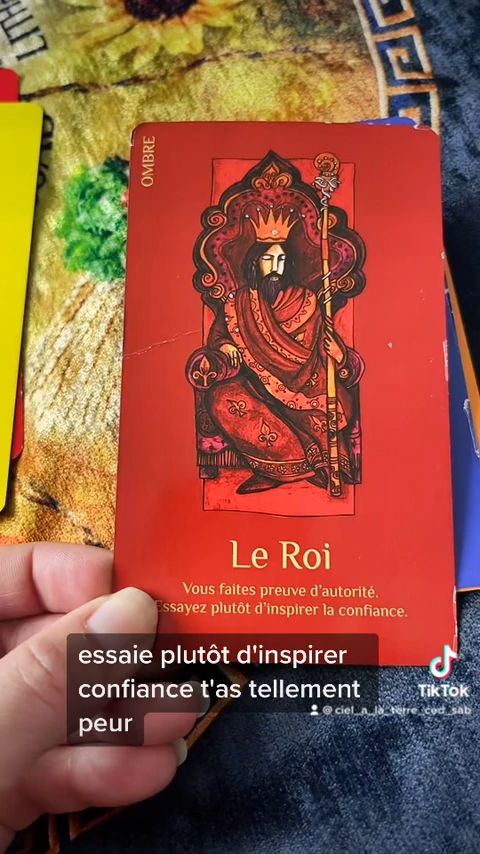 LITHA
OMBRE
Le Roi
Vous faites preuve d'autorité.
Essayez plutôt d'inspirer la confiance.
essaie plutôt d'inspirer
confiance t'as tellement
peur
TikTok
@ciel_a_la_terre_ced_sab